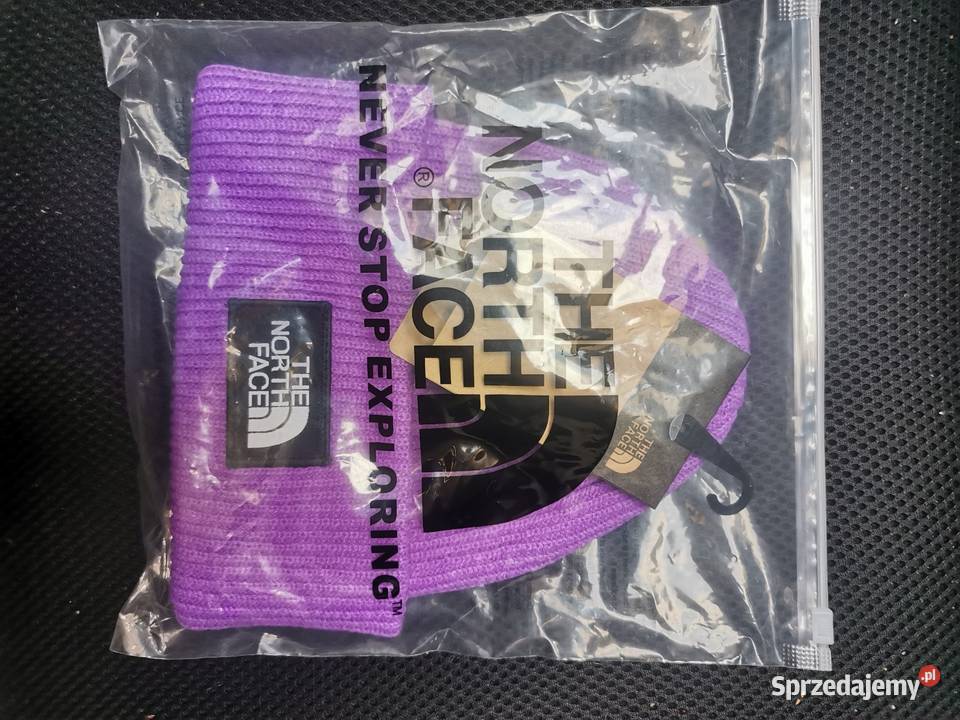 THE
NORTH
FACE®
NEVER STOP EXPLORING™
THE
NORTH
FACE
THE
NORTH
FACE
Sprzedajemy.pl